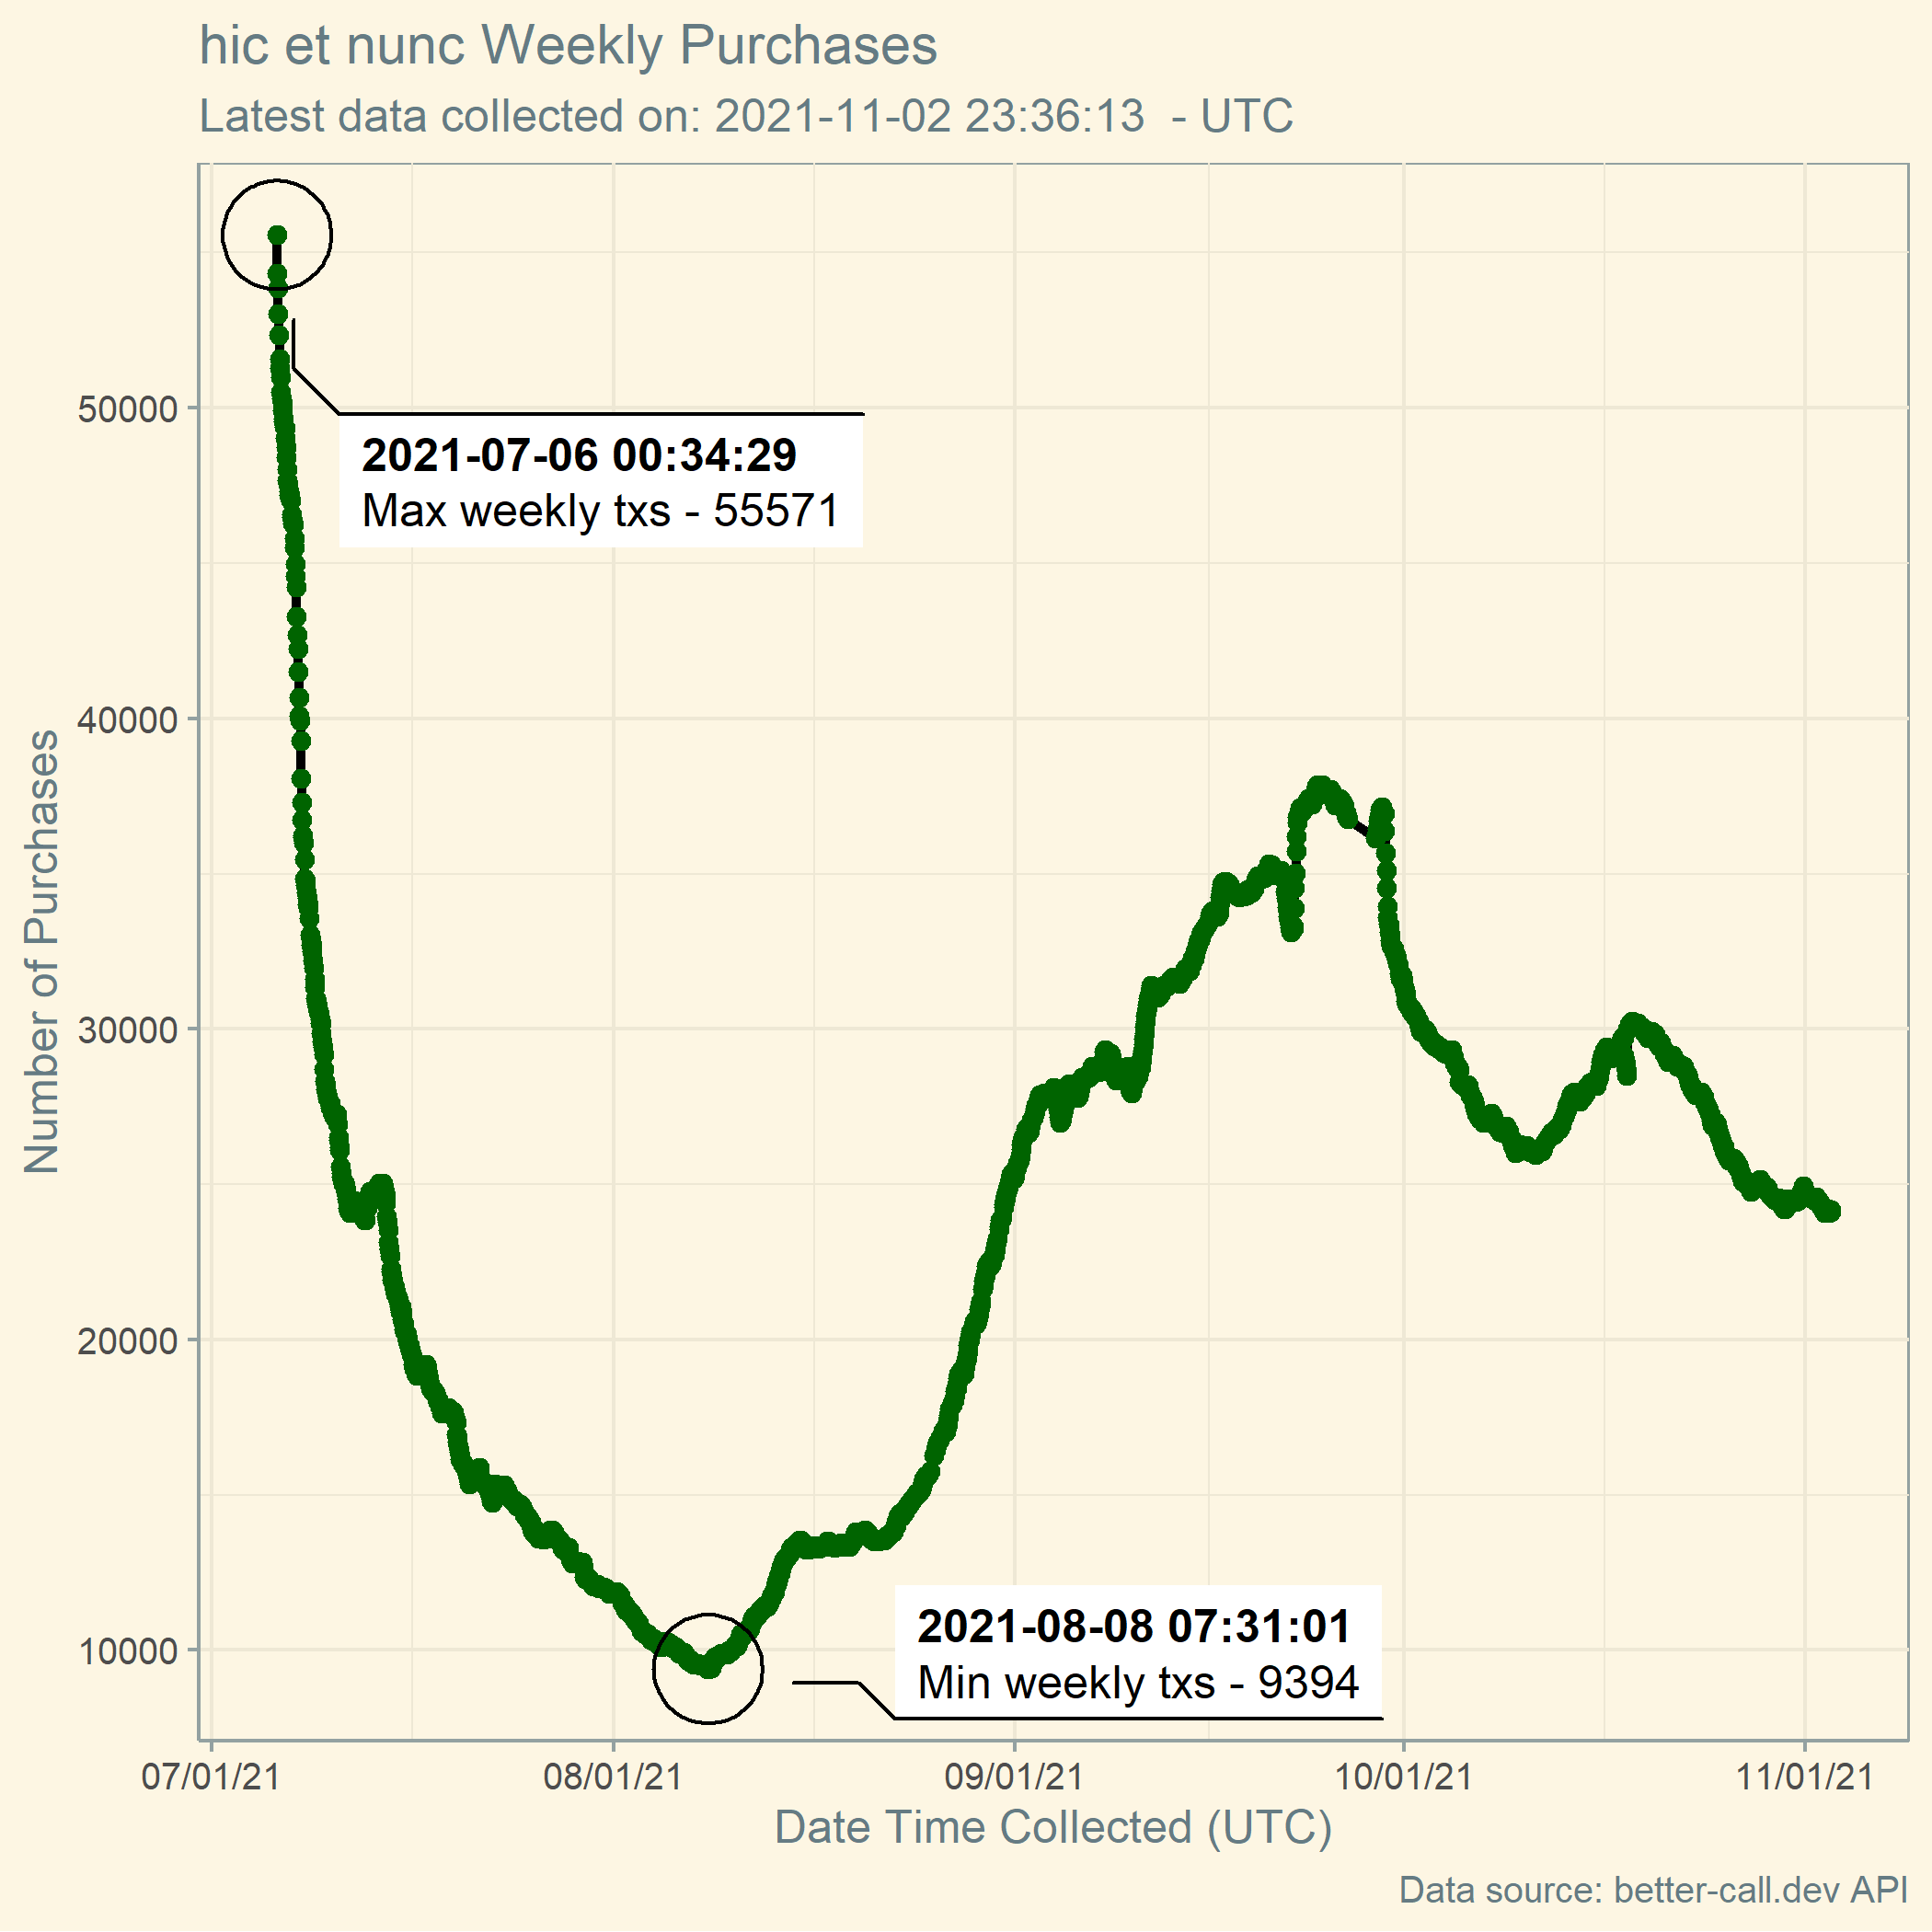 hic et nunc Weekly Purchases
Latest data collected on: 2021-11-02 23:36:13  - UTC
Number of Purchases
50000
40000
30000
20000
10000
2021-07-06 00:34:29
Max weekly txs - 55571
2021-08-08 07:31:01
Min weekly txs - 9394
07/01/21
08/01/21
09/01/21
10/01/21
11/01/21
Date Time Collected (UTC)
Data source: better-call.dev API